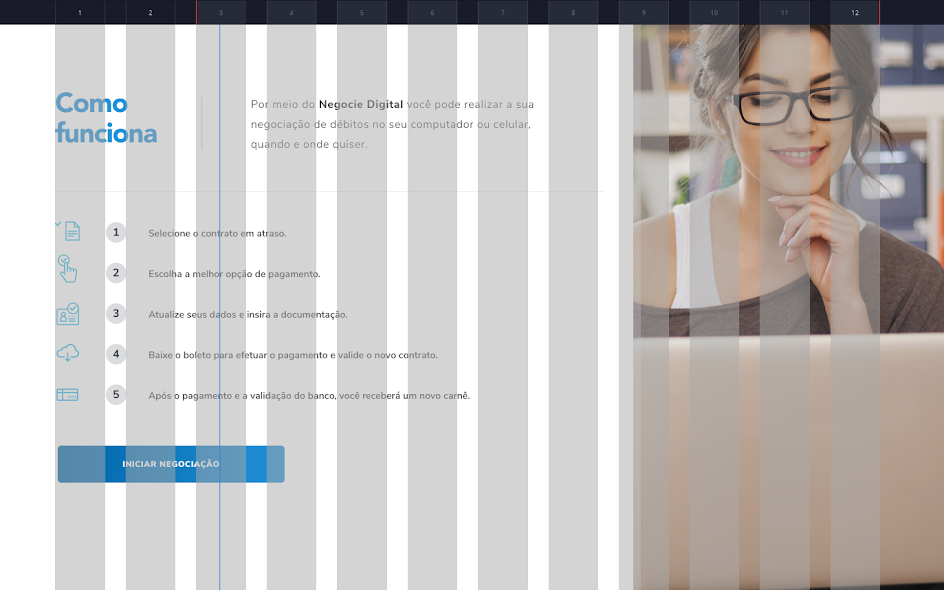 1 2 3 4 5 6 7 8 9 10 11 12
Como
funciona
Por meio do Negocie Digital você pode realizar a sua
negociação de débitos no seu computador ou celular,
quando e onde quiser.
1 Selecione o contrato em atraso.
2 Escolha a melhor opção de pagamento.
3 Atualize seus dados e insira a documentação.
4 Baixe o boleto para efetuar o pagamento e valide o novo contrato.
5 Após o pagamento e a validação do banco, você receberá um novo carnê.
INICIAR NEGOCIAÇÃO